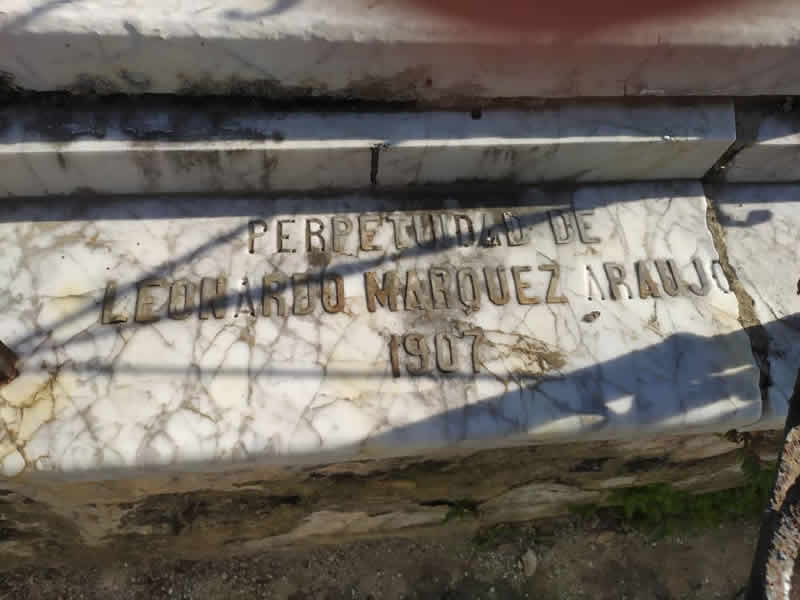 PERPETUIDAD DE
LEONARDO MARQUEZ ARAUJO
1907